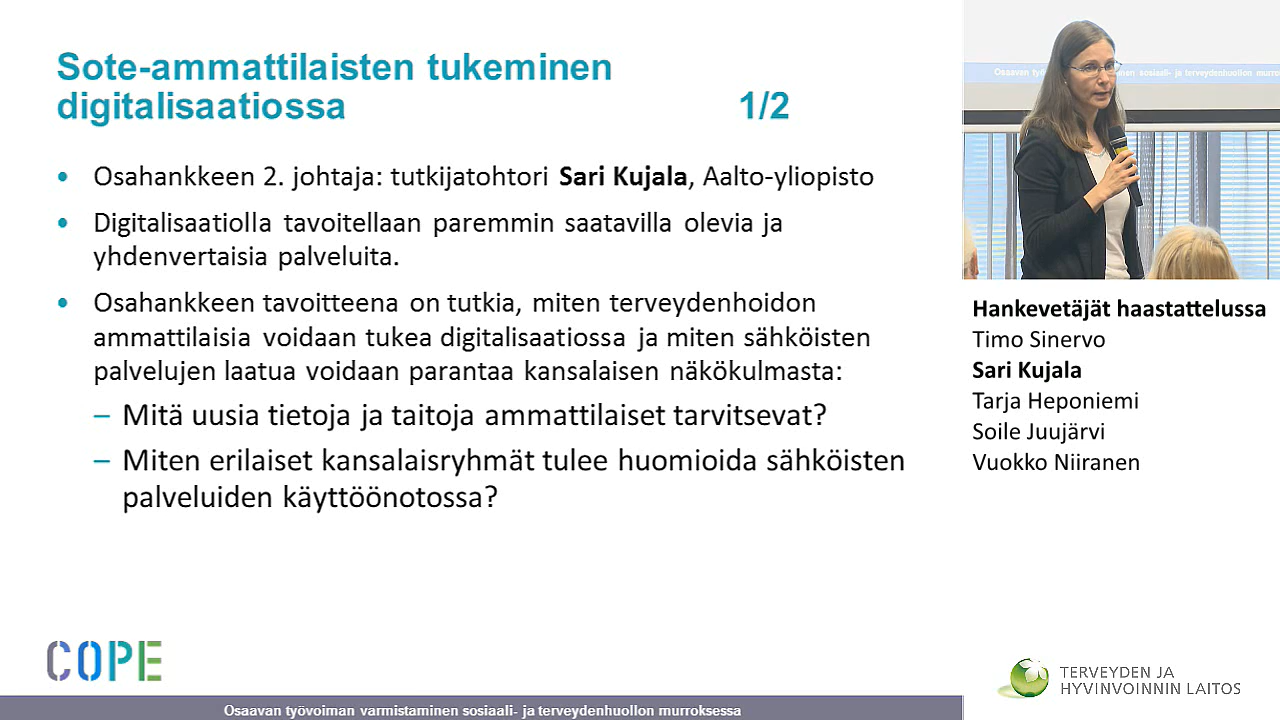 Sote-ammattilaisten tukeminen
digitalisaatiossa 1/2
• Osahankkeen 2. johtaja: tutkijatohtori Sari Kujala, Aalto-yliopisto
• Digitalisaatiolla tavoitellaan paremmin saatavilla olevia ja
yhdenvertaisia palveluita.
• Osahankkeen tavoitteena on tutkia, miten terveydenhoidon
ammattilaisia voidaan tukea digitalisaatiossa ja miten sähköisten
palvelujen laatua voidaan parantaa kansalaisen näkökulmasta:
– Mitä uusia tietoja ja taitoja ammattilaiset tarvitsevat?
– Miten erilaiset kansalaisryhmät tulee huomioida sähköisten
palveluiden käyttöönotossa?
COPE
Osaavan työvoiman varmistaminen sosiaali- ja terveydenhuollon murroksessa
Hankevetäjät haastattelussa
Timo Sinervo
Sari Kujala
Tarja Heponiemi
Soile Juujärvi
Vuokko Niiranen
TERVEYDEN JA
HYVINVOINNIN LAITOS